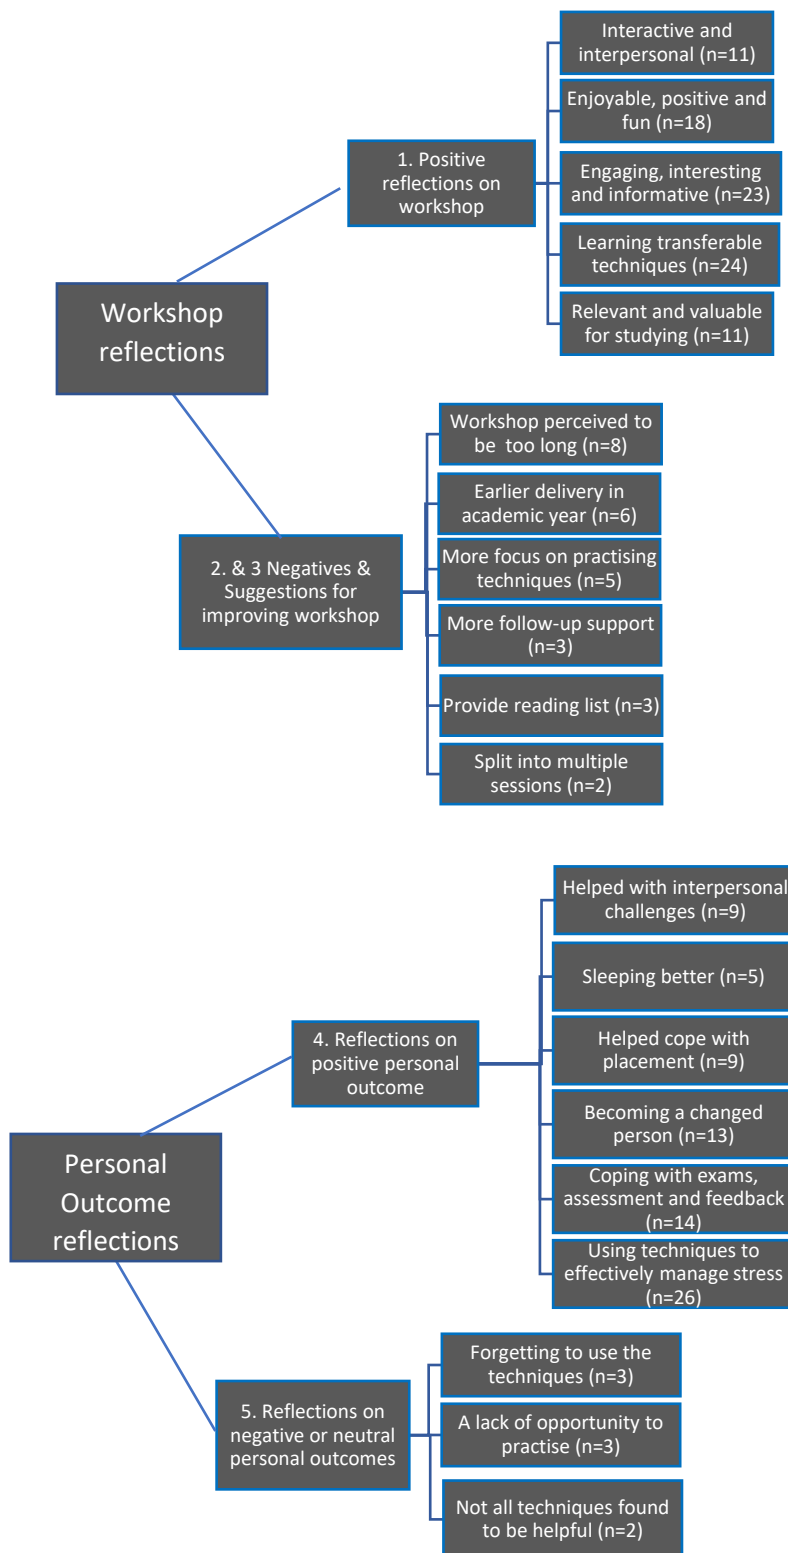 Interactive and
interpersonal (n=11)
Enjoyable, positive and
fun (n=18)
1. Positive
reflections on
workshop
Engaging, interesting
and informative (n=23)
Learning transferable
techniques (n=24)
Relevant and valuable
for studying (n=11)
Workshop
reflections
Workshop perceived to
be too long (n=8)
Earlier delivery in
academic year (n=6)
More focus on practising
techniques (n=5)
2. & 3 Negatives &
Suggestions for
improving workshop
More follow-up support
(n=3)
Provide reading list (n=3)
Split into multiple
sessions (n=2)
Helped with interpersonal
challenges (n=9)
Sleeping better (n=5)
4. Reflections on
positive personal
outcome
Helped cope with
placement (n=9)
Becoming a changed
person (n=13)
Coping with exams,
assessment and feedback
(n=14)
Using techniques to
effectively manage stress
(n=26)
Personal
Outcome
reflections
Forgetting to use the
techniques (n=3)
5. Reflections on
negative or neutral
personal outcomes
A lack of opportunity to
practise (n=3)
Not all techniques found
to be helpful (n=2)